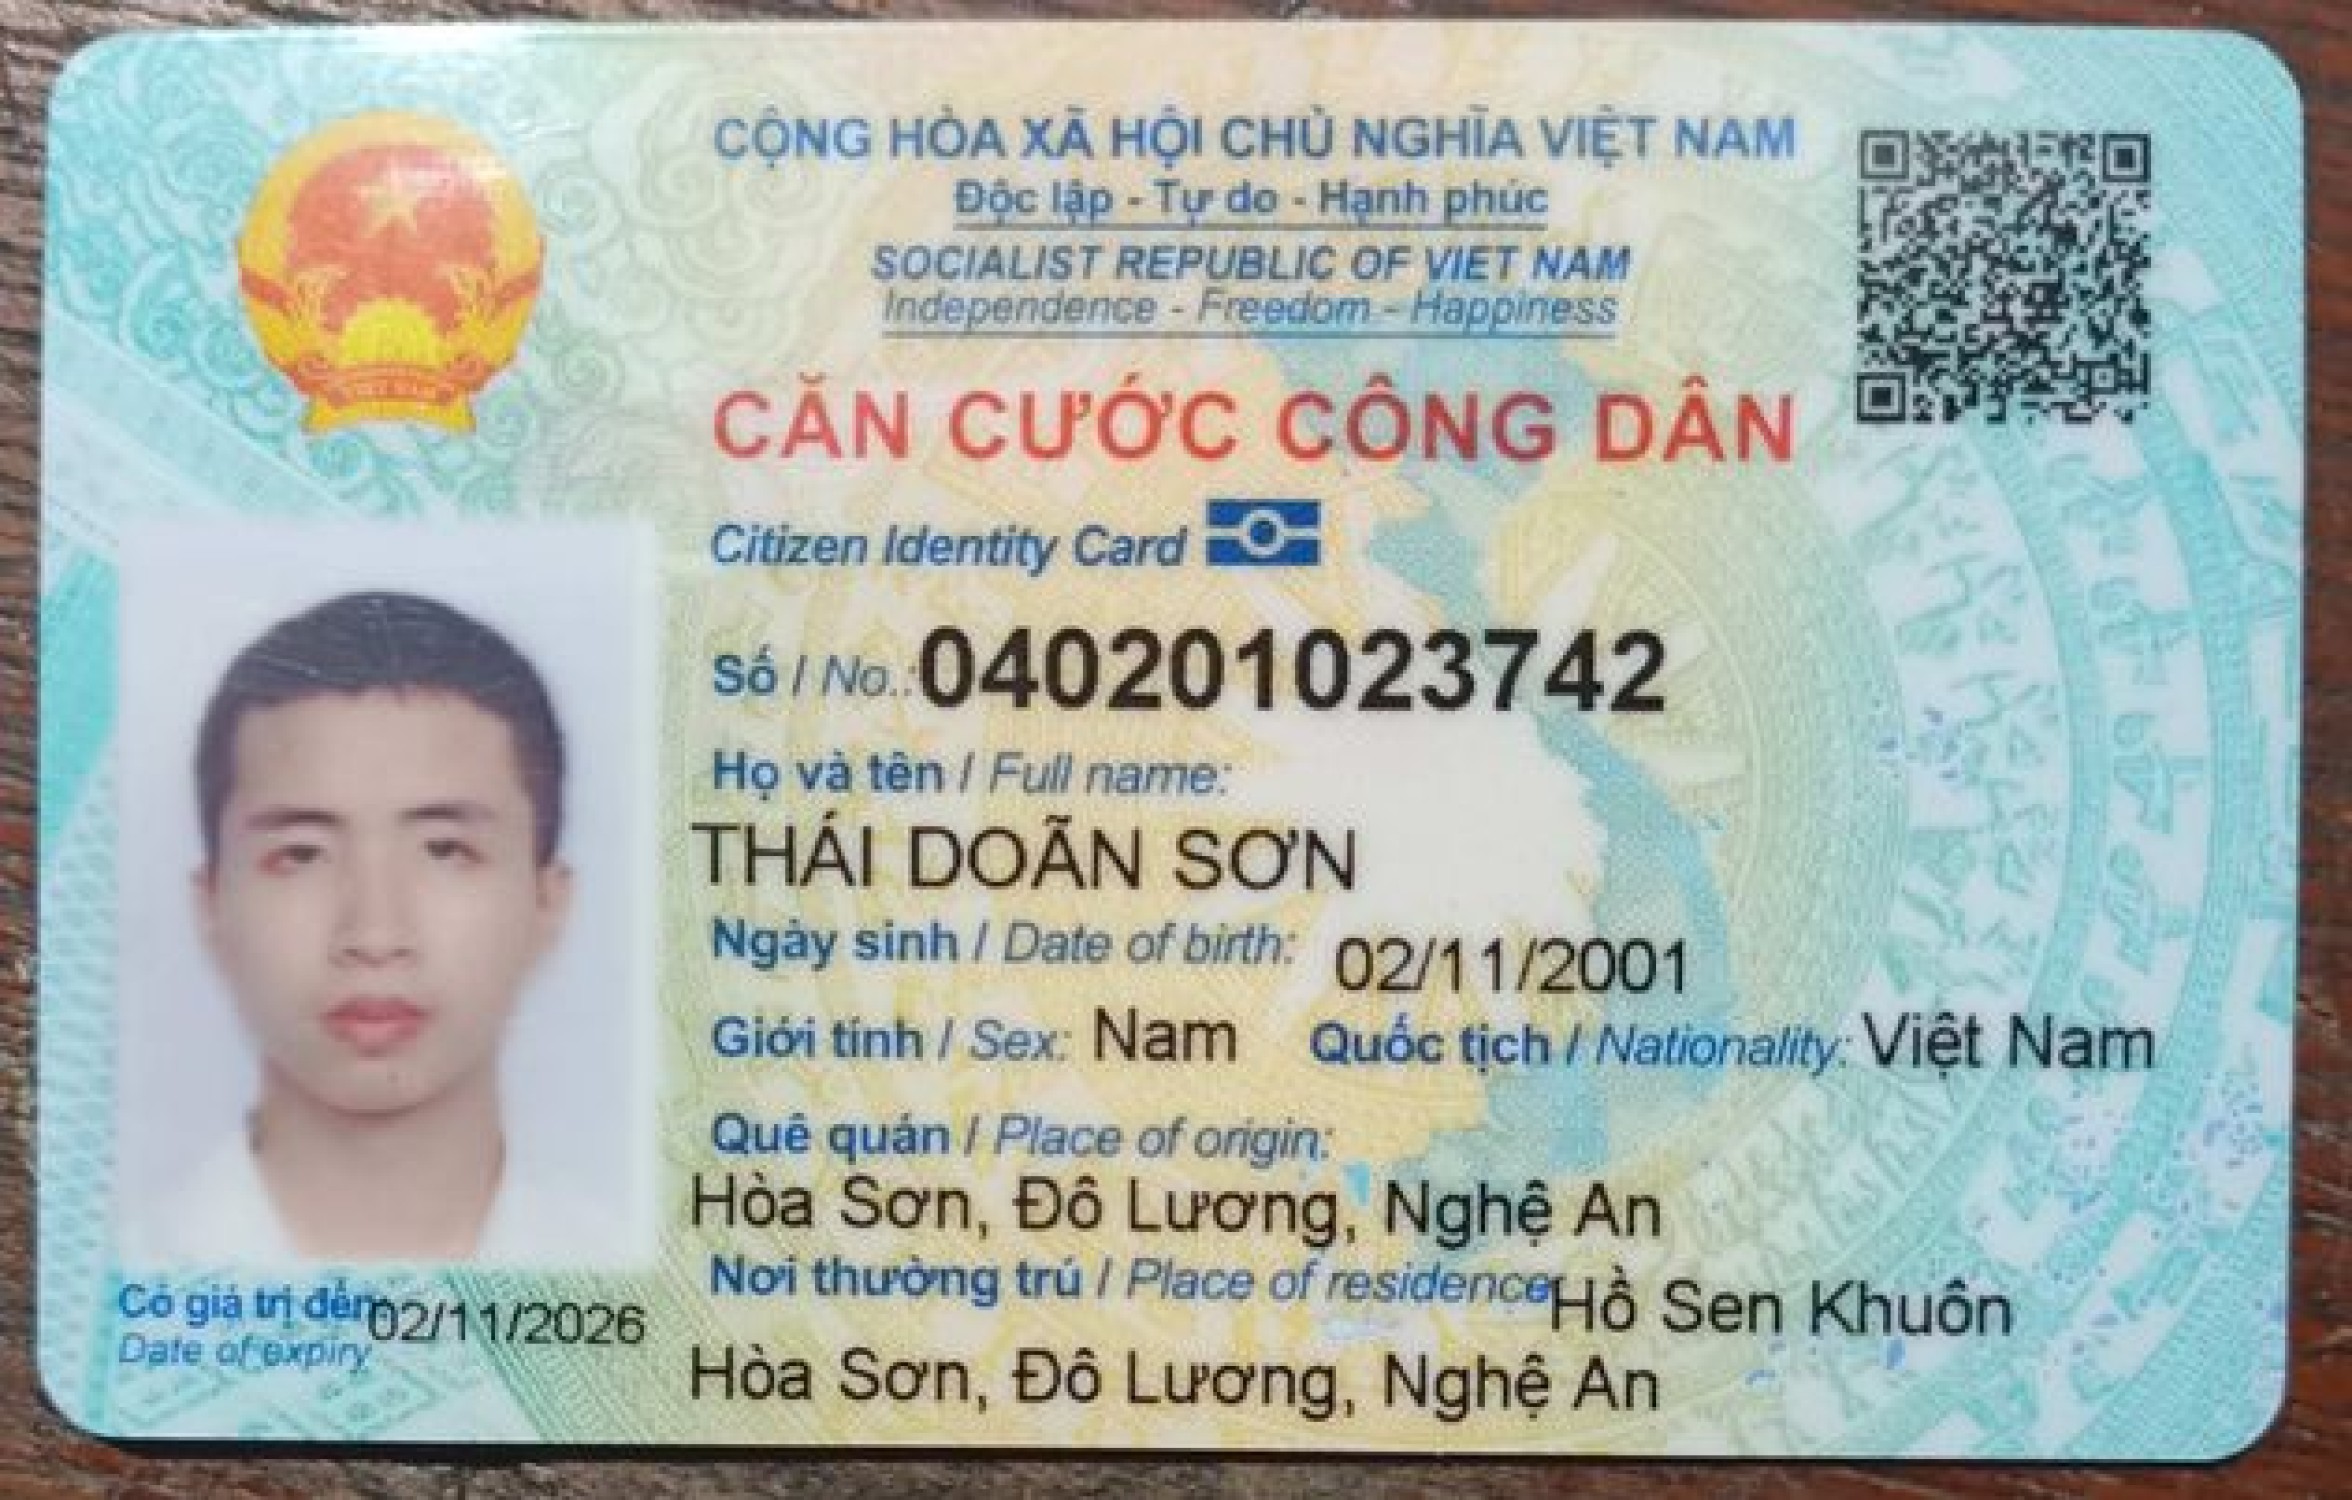 CỘNG HÒA XÃ HỘI CHỦ NGHĨA VIỆT NAM
Độc lập - Tự do - Hạnh phúc
SOCIALIST REPUBLIC OF VIET NAM
Independence - Freedom - Happiness
CĂN CƯỚC CÔNG DÂN
Citizen Identity Card
Số / No.: 040201023742
Họ và tên / Full name:
THÁI DOÃN SƠN
Ngày sinh / Date of birth: 02/11/2001
Giới tính / Sex: Nam Quốc tịch / Nationality: Việt Nam
Quê quán / Place of origin:
Hòa Sơn, Đô Lương, Nghệ An
Nơi thường trú / Place of residence: Hồ Sen Khuôn
Hòa Sơn, Đô Lương, Nghệ An
Có giá trị đến: 02/11/2026
Date of expiry